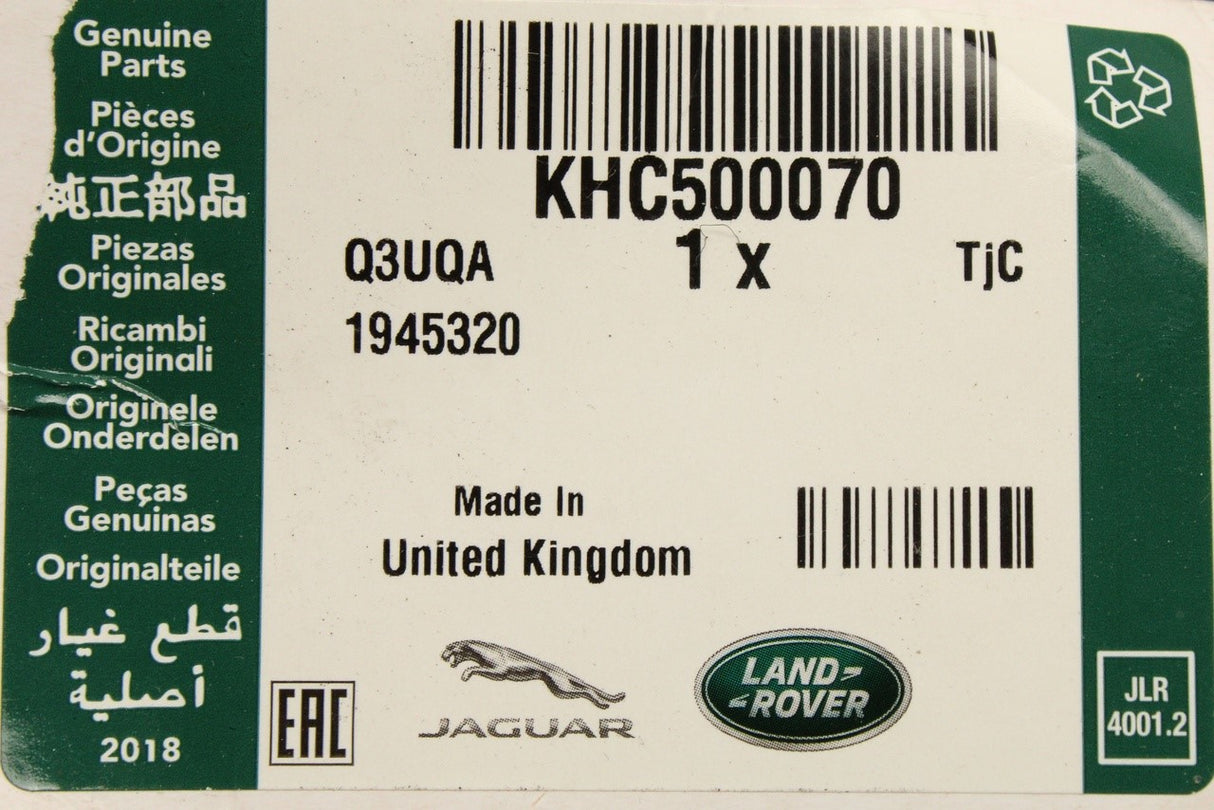 Genuine
Parts
Pièces
d'Origine
純正部品
Piezas
Originales
Ricambi
Originali
Originele
Onderdelen
Peças
Genuinas
Originalteile
قطع غيار
أصلية
2018
KHC500070
Q3UQA
1 x
TjC
1945320
Made In
United Kingdom
EAC
JAGUAR
LAND-
-ROVER
JLR
4001.2